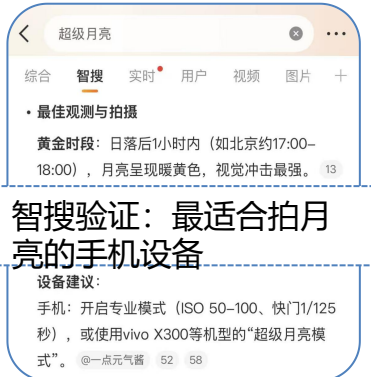 超级月亮
综合 智搜 实时 用户 视频 图片
• 最佳观测与拍摄
黄金时段：日落后1小时内（如北京约17:00–
18:00），月亮呈现暖黄色，视觉冲击最强。 13
智搜验证：最适合拍月
亮的手机设备
设备建议：
手机：开启专业模式（ISO 50–100、快门1/125
秒），或使用vivo X300等机型的“超级月亮模
式”。 @一点元气酱 52 58